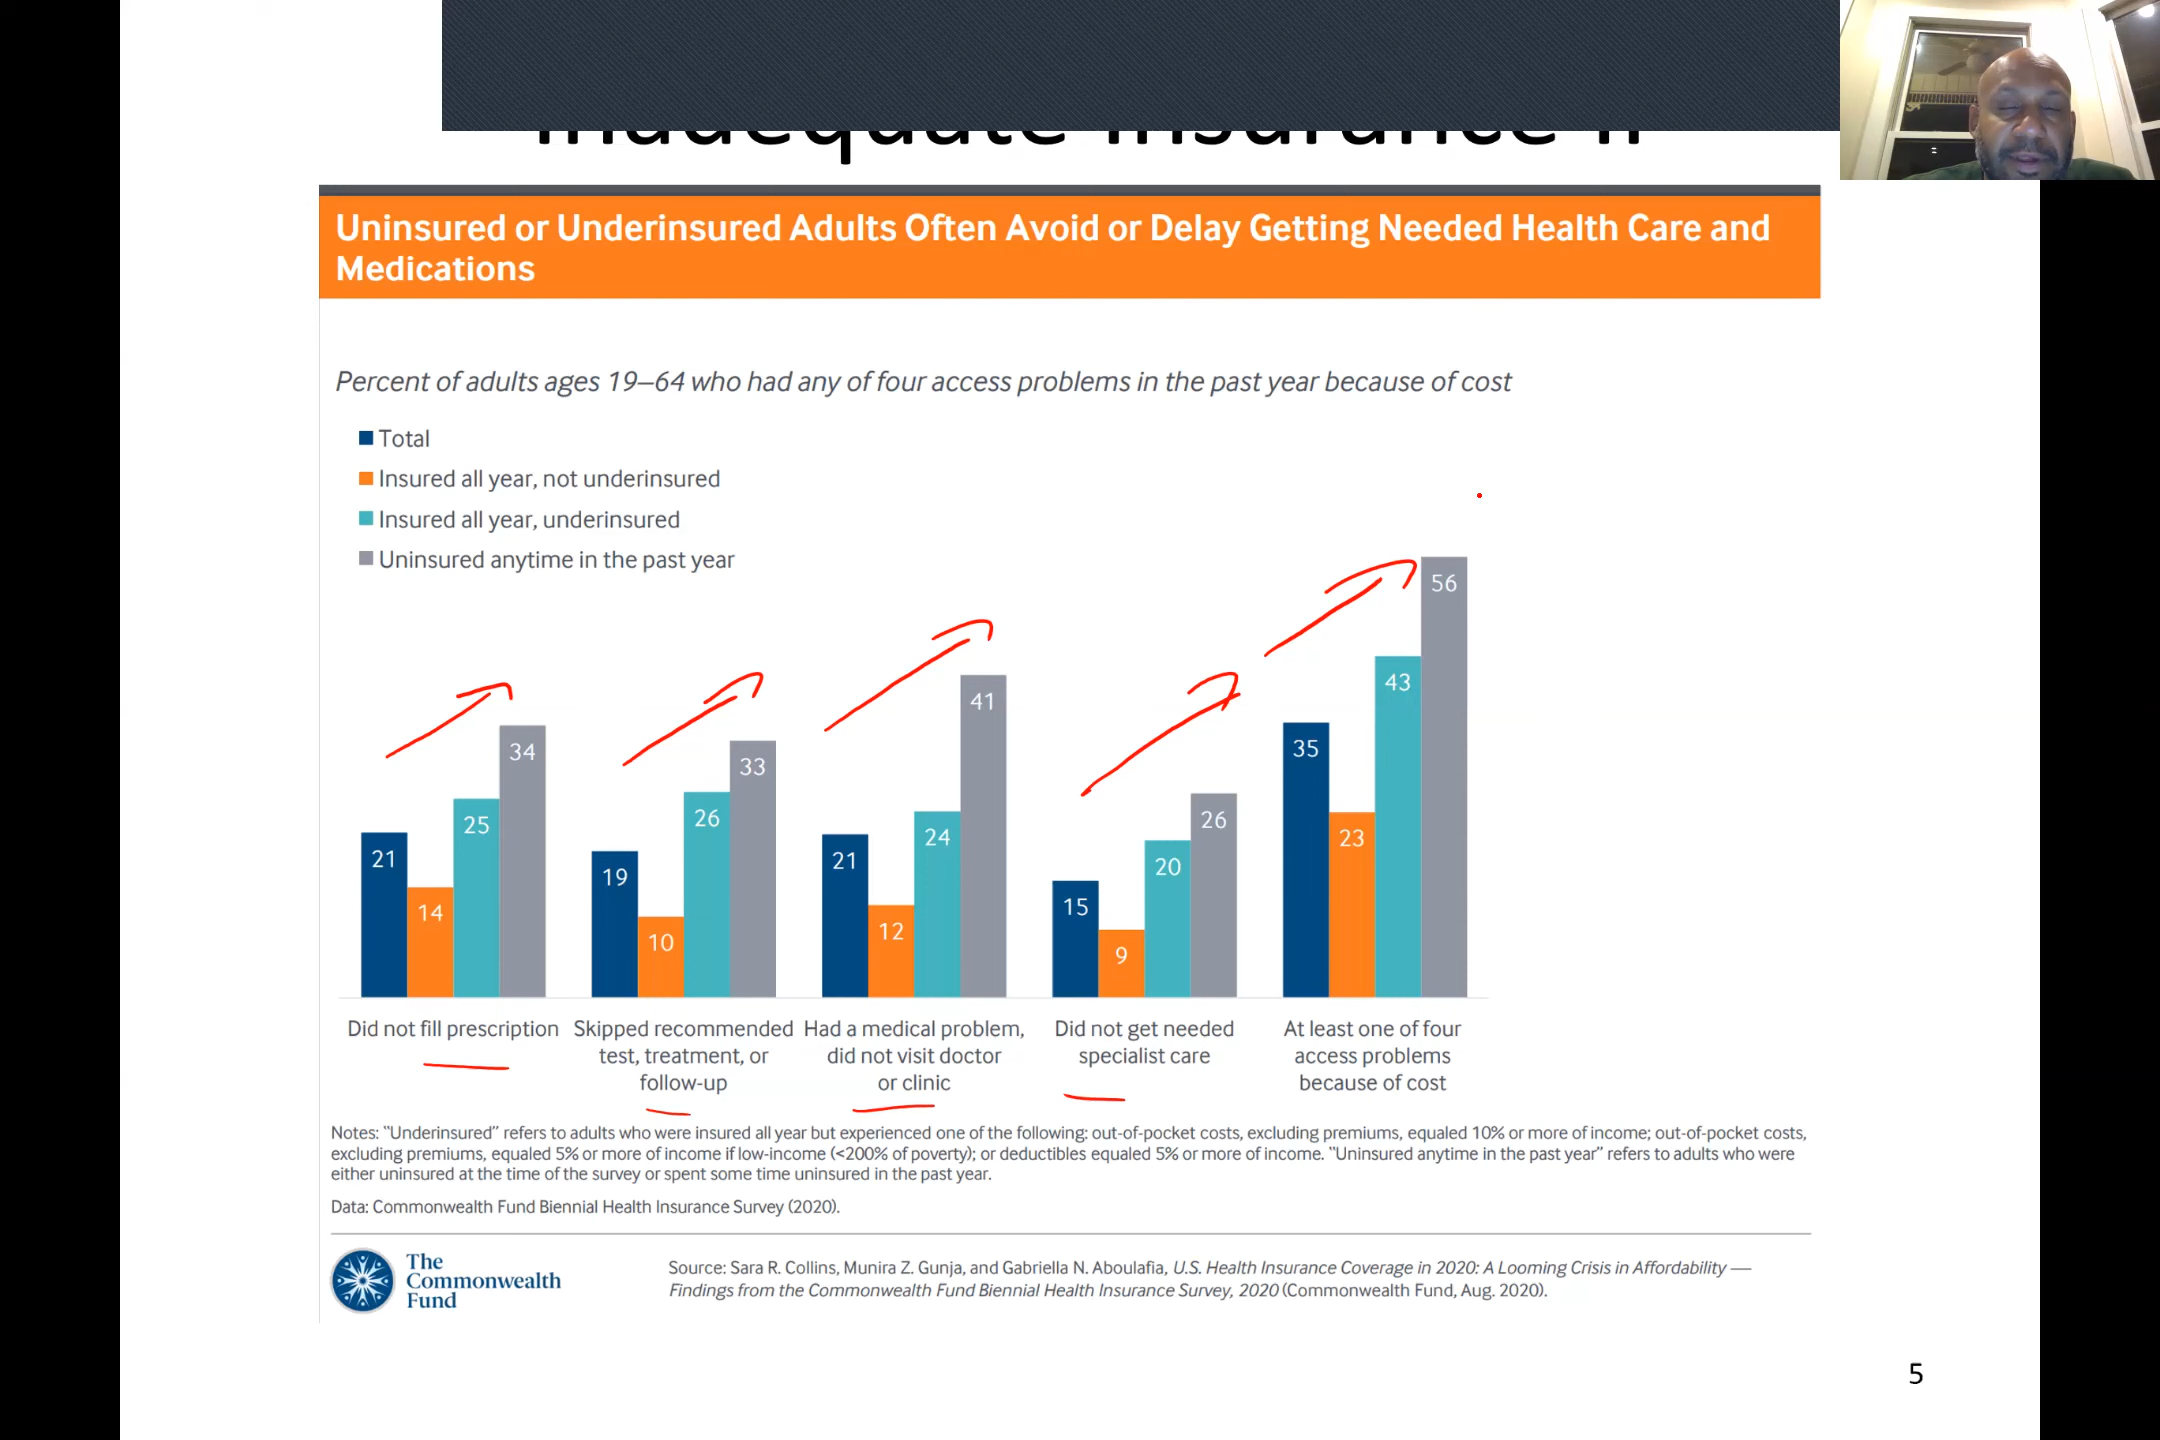 Inadequate Insurance II
Uninsured or Underinsured Adults Often Avoid or Delay Getting Needed Health Care and
Medications
Percent of adults ages 19–64 who had any of four access problems in the past year because of cost
Total
Insured all year, not underinsured
Insured all year, underinsured
Uninsured anytime in the past year
21 14 25 34
19 10 26 33
21 12 24 41
15 9 20 26
35 23 43 56
Did not fill prescription
Skipped recommended
test, treatment, or
follow-up
Had a medical problem,
did not visit doctor
or clinic
Did not get needed
specialist care
At least one of four
access problems
because of cost
Notes: "Underinsured" refers to adults who were insured all year but experienced one of the following: out-of-pocket costs, excluding premiums, equaled 10% or more of income; out-of-pocket costs,
excluding premiums, equaled 5% or more of income if low-income (<200% of poverty); or deductibles equaled 5% or more of income. "Uninsured anytime in the past year" refers to adults who were
either uninsured at the time of the survey or spent some time uninsured in the past year.
Data: Commonwealth Fund Biennial Health Insurance Survey (2020).
The
Commonwealth
Fund
Source: Sara R. Collins, Munira Z. Gunja, and Gabriella N. Aboulafia, U.S. Health Insurance Coverage in 2020: A Looming Crisis in Affordability —
Findings from the Commonwealth Fund Biennial Health Insurance Survey, 2020 (Commonwealth Fund, Aug. 2020).
5